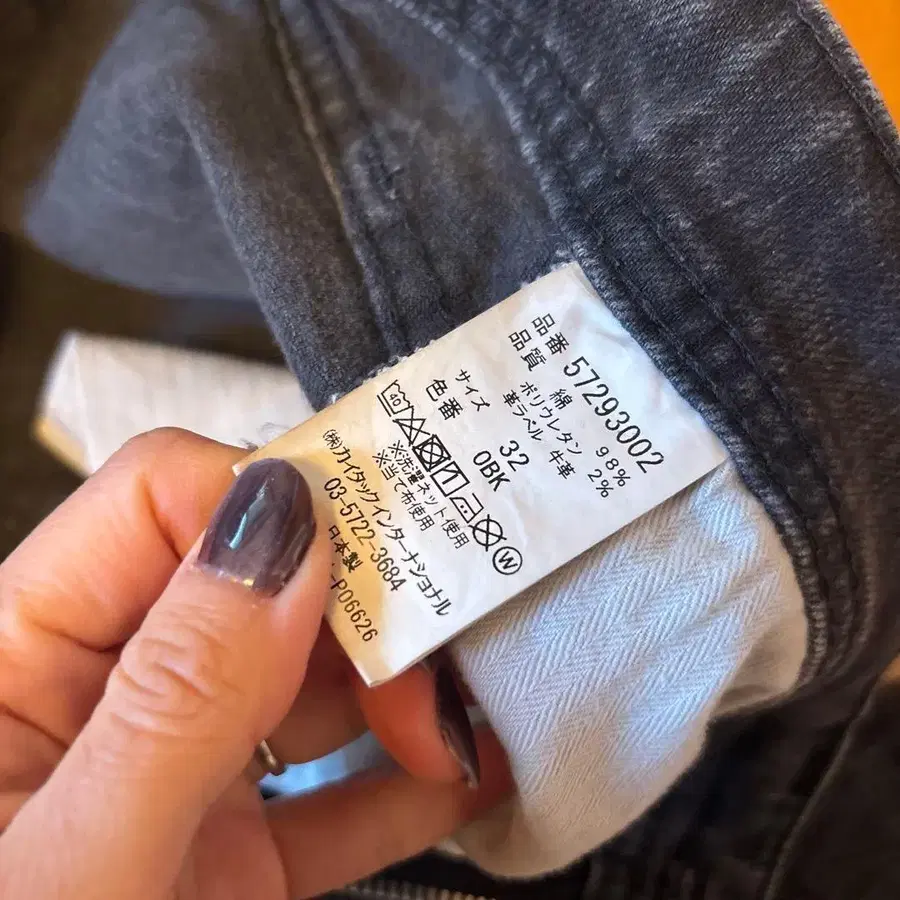 品番 57293002
品質 綿 98%
ポリウレタン 2%
革ラベル 牛革
サイズ 32
色番 0BK
40
W
※洗濯ネット使用
※当て布使用
(株)カイタックインターナショナル
03-5722-3684
日本製
-P06626